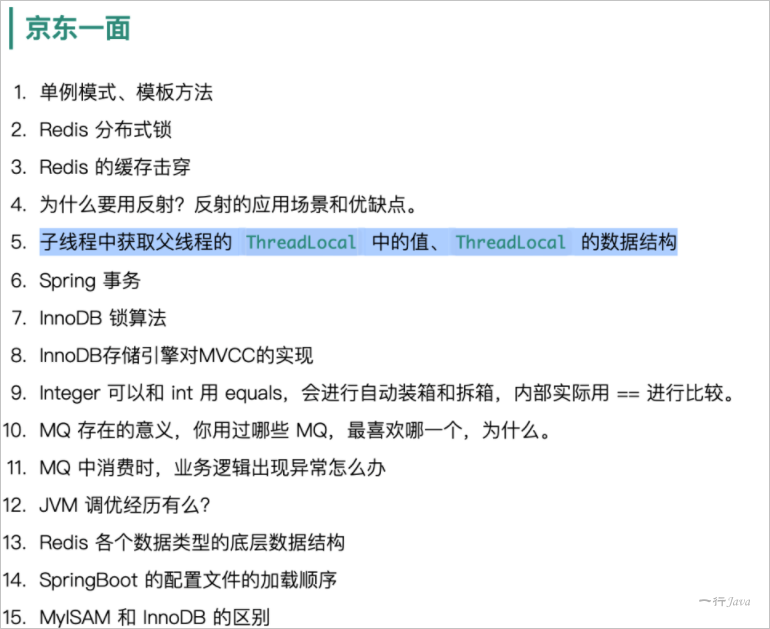 京东一面
1. 单例模式、模板方法
2. Redis 分布式锁
3. Redis 的缓存击穿
4. 为什么要用反射？反射的应用场景和优缺点。
5. 子线程中获取父线程的 ThreadLocal 中的值、ThreadLocal 的数据结构
6. Spring 事务
7. InnoDB 锁算法
8. InnoDB存储引擎对MVCC的实现
9. Integer 可以和 int 用 equals，会进行自动装箱和拆箱，内部实际用 == 进行比较。
10. MQ 存在的意义，你用过哪些 MQ，最喜欢哪一个，为什么。
11. MQ 中消费时，业务逻辑出现异常怎么办
12. JVM 调优经历有么？
13. Redis 各个数据类型的底层数据结构
14. SpringBoot 的配置文件的加载顺序
一行Java
15. MyISAM 和 InnoDB 的区别